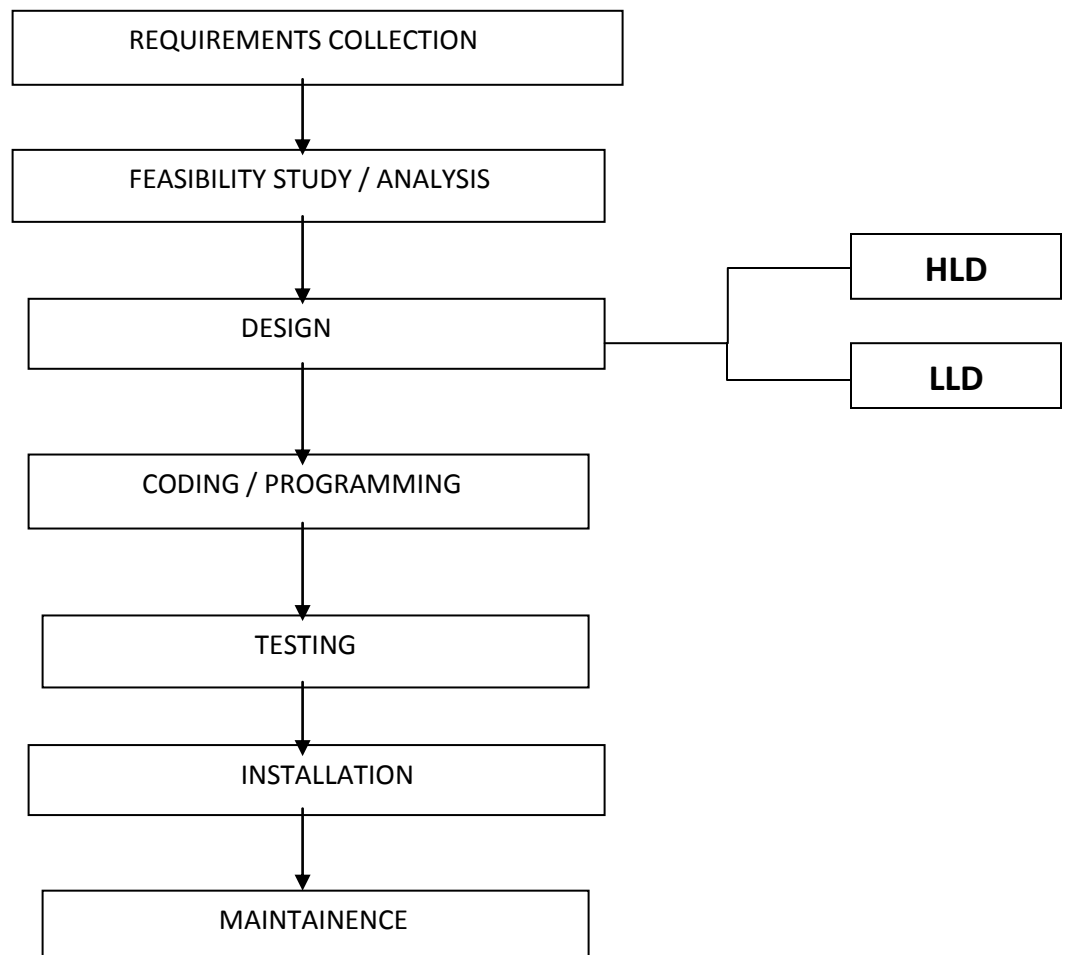 REQUIREMENTS COLLECTION
FEASIBILITY STUDY / ANALYSIS
DESIGN
HLD
LLD
CODING / PROGRAMMING
TESTING
INSTALLATION
MAINTAINENCE